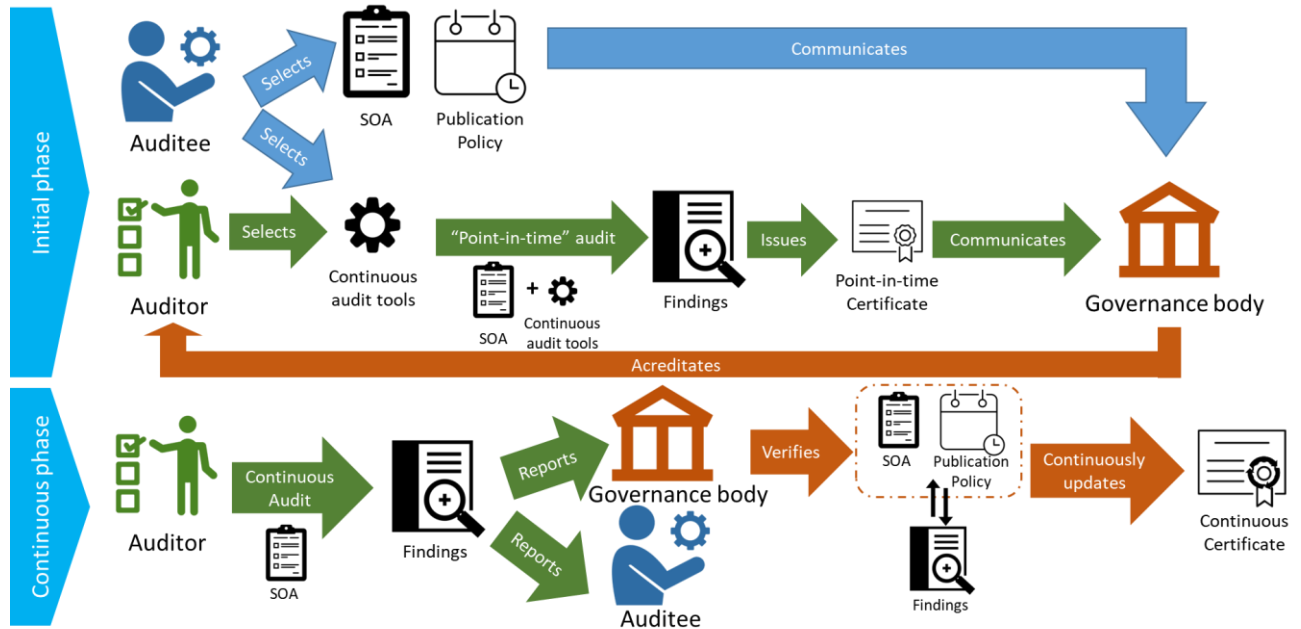 Initial phase
Auditee
Selects
Selects
SOA
Publication
Policy
Communicates
Auditor
Selects
Continuous
audit tools
“Point-in-time” audit
SOA
+
Continuous
audit tools
Findings
Issues
Point-in-time
Certificate
Communicates
Governance body
Acreditates
Continuous phase
Auditor
Continuous
Audit
SOA
Findings
Reports
Reports
Governance body
Auditee
Verifies
SOA
Publication
Policy
Findings
Continuously
updates
Continuous
Certificate